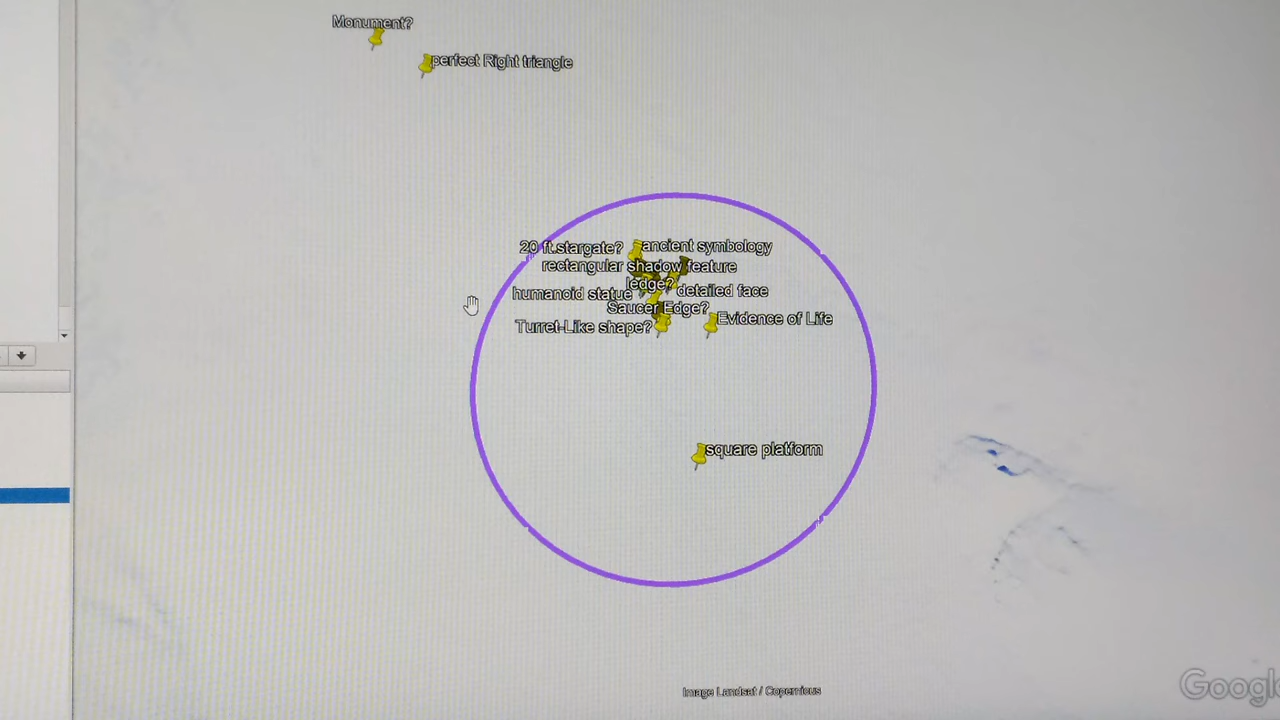 Monument?
perfect Right triangle
20 ft.stargate?
ancient symbology
rectangular shadow feature
ledge?
humanoid statue
detailed face
Saucer Edge?
Evidence of Life
Turret-Like shape?
square platform
Image Landsat / Copernicus
Google